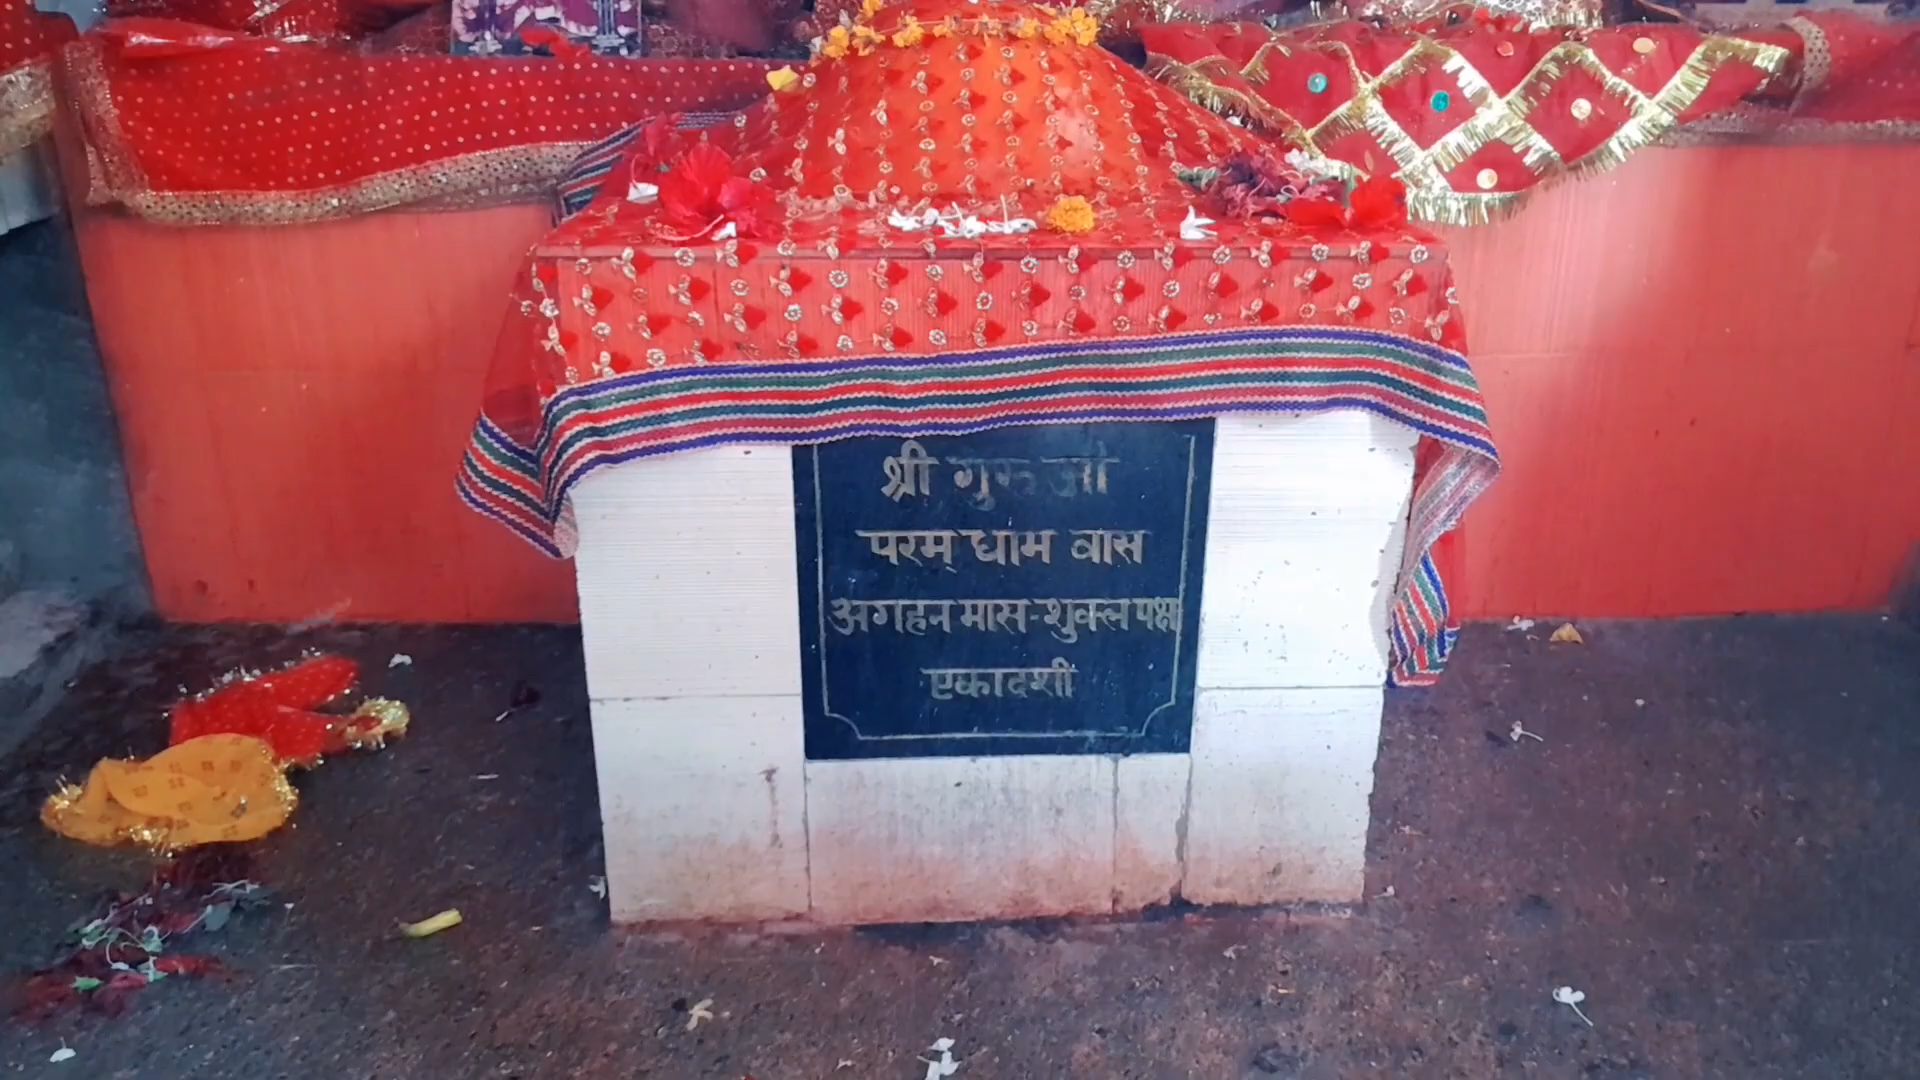 श्री गुरु जी
परम् धाम वास
अगहन मास-शुक्ल पक्ष
एकादशी